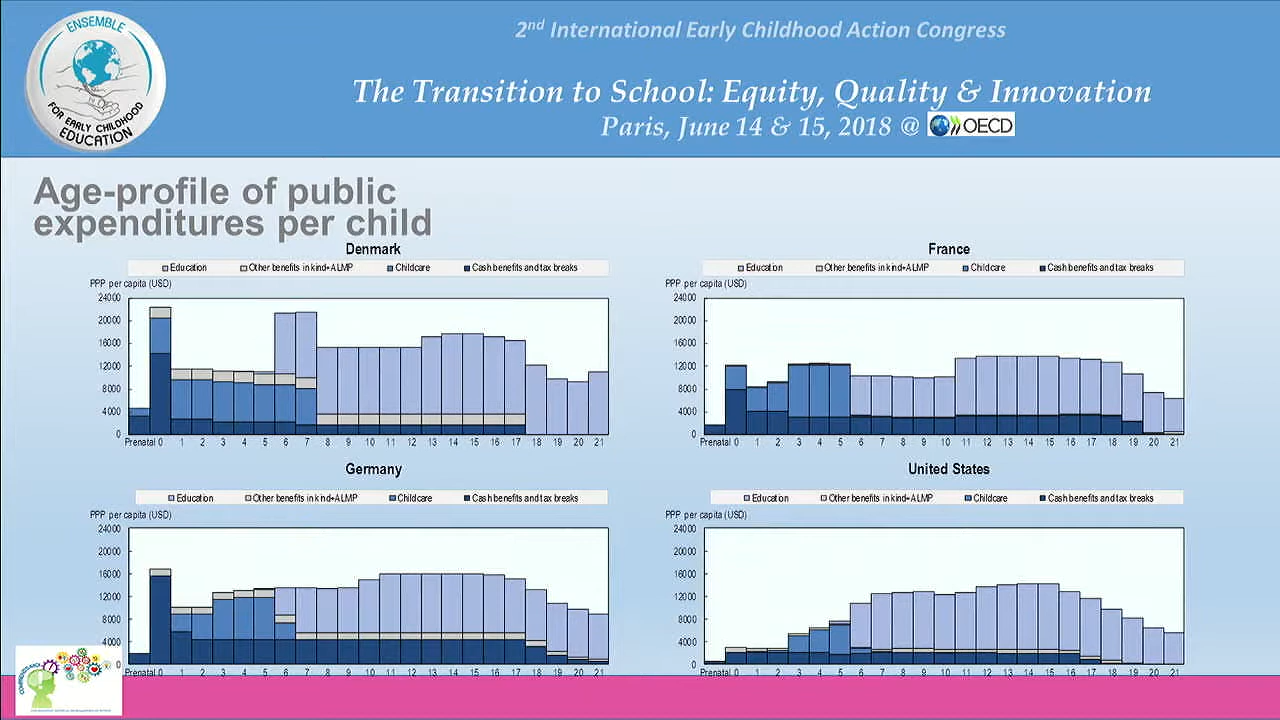 ENSEMBLE
FOR EARLY CHILDHOOD
EDUCATION
2nd International Early Childhood Action Congress
The Transition to School: Equity, Quality & Innovation
Paris, June 14 & 15, 2018 @ OECD
Age-profile of public
expenditures per child
Denmark
Education Other benefits in kind+ALMP Childcare Cash benefits and tax breaks
PPP per capita (USD)
24000
20000
16000
12000
8000
4000
0
Prenatal 0 1 2 3 4 5 6 7 8 9 10 11 12 13 14 15 16 17 18 19 20 21
France
Education Other benefits in kind+ALMP Childcare Cash benefits and tax breaks
PPP per capita (USD)
24000
20000
16000
12000
8000
4000
0
Prenatal 0 1 2 3 4 5 6 7 8 9 10 11 12 13 14 15 16 17 18 19 20 21
Germany
Education Other benefits in kind+ALMP Childcare Cash benefits and tax breaks
PPP per capita (USD)
24000
20000
16000
12000
8000
4000
0
Prenatal 0 1 2 3 4 5 6 7 8 9 10 11 12 13 14 15 16 17 18 19 20 21
United States
Education Other benefits in kind+ALMP Childcare Cash benefits and tax breaks
PPP per capita (USD)
24000
20000
16000
12000
8000
4000
0
Prenatal 0 1 2 3 4 5 6 7 8 9 10 11 12 13 14 15 16 17 18 19 20 21